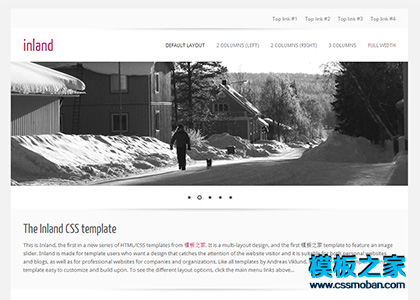 Top link #1 Top link #2 Top link #3 Top link #4
inland
DEFAULT LAYOUT 2 COLUMNS (LEFT) 2 COLUMNS (RIGHT) 3 COLUMNS FULL WIDTH
The Inland CSS template
This is Inland, the first in a new series of HTML/CSS templates from 模板之家. It is a multi-layout design, and the first 模板之家 template to feature an image
slider. Inland is made for template users who want a design that catches the attention of the website visitor and it is suitable for both personal websites
and blogs, as well as for professional websites for companies and organizations. Like all templates by Andreas Viklund,
template easy to customize and build upon. To see the different layout options, click the main menu links above...
模板之家
www.cssmoban.com